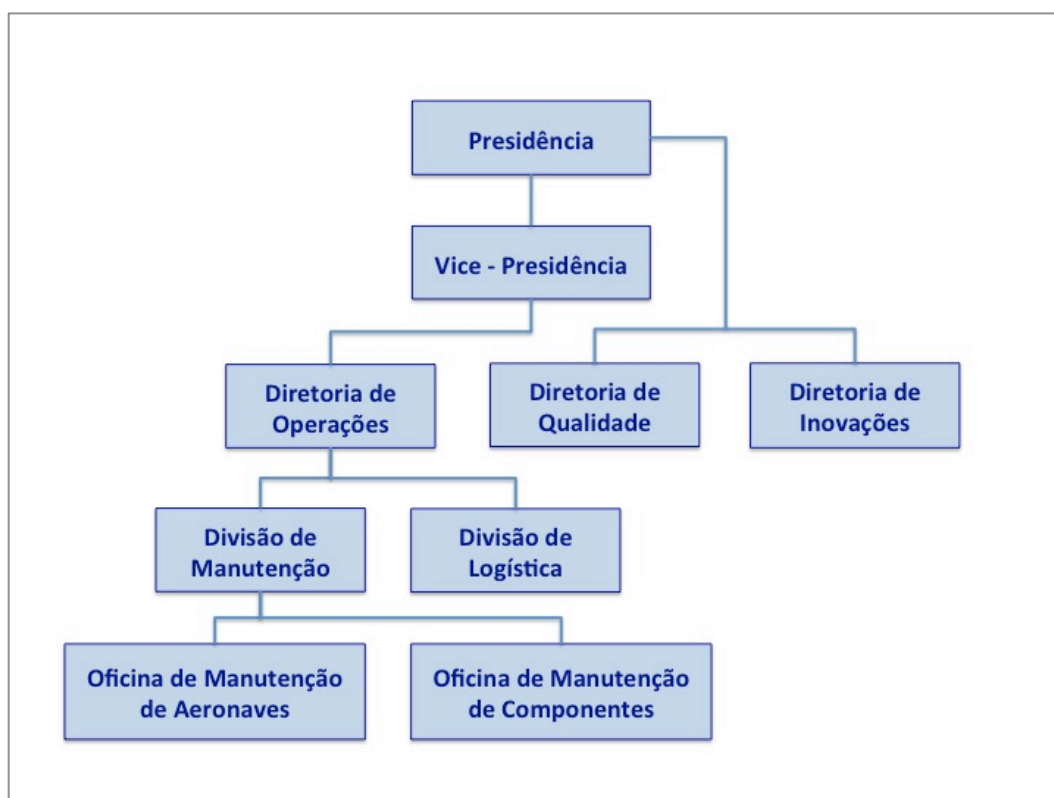 Presidência
Vice - Presidência
Diretoria de
Operações
Diretoria de
Qualidade
Diretoria de
Inovações
Divisão de
Manutenção
Divisão de
Logística
Oficina de Manutenção
de Aeronaves
Oficina de Manutenção
de Componentes